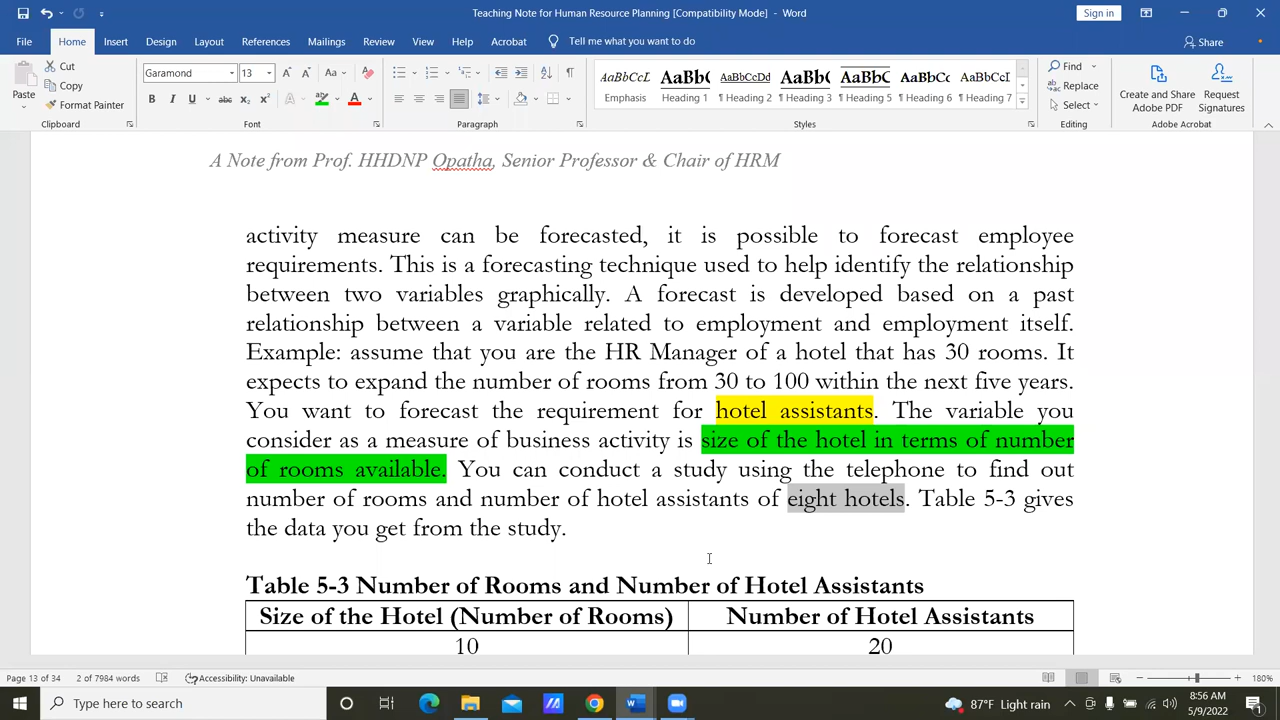 Teaching Note for Human Resource Planning [Compatibility Mode] - Word
Sign in
File Home Insert Design Layout References Mailings Review View Help Acrobat Tell me what you want to do Share
Paste
Cut
Copy
Format Painter
Clipboard
Garamond 13
Font
Paragraph
AaBbCcL AaBb( AaBbCcDd AaBb( AaBbC AaBbC( AaBbC(
Emphasis Heading 1 ¶ Heading 2 ¶ Heading 3 ¶ Heading 5 ¶ Heading 6 ¶ Heading 7
Styles
Find
Replace
Select
Editing
Create and Share Adobe PDF
Request Signatures
Adobe Acrobat
A Note from Prof. HHDNP Opatha, Senior Professor & Chair of HRM
activity measure can be forecasted, it is possible to forecast employee
requirements. This is a forecasting technique used to help identify the relationship
between two variables graphically. A forecast is developed based on a past
relationship between a variable related to employment and employment itself.
Example: assume that you are the HR Manager of a hotel that has 30 rooms. It
expects to expand the number of rooms from 30 to 100 within the next five years.
You want to forecast the requirement for hotel assistants. The variable you
consider as a measure of business activity is size of the hotel in terms of number
of rooms available. You can conduct a study using the telephone to find out
number of rooms and number of hotel assistants of eight hotels. Table 5-3 gives
the data you get from the study.
Table 5-3 Number of Rooms and Number of Hotel Assistants
Size of the Hotel (Number of Rooms) Number of Hotel Assistants
10 20
Page 13 of 34 2 of 7984 words Accessibility: Unavailable 180%
Type here to search
87°F Light rain
8:56 AM
5/9/2022